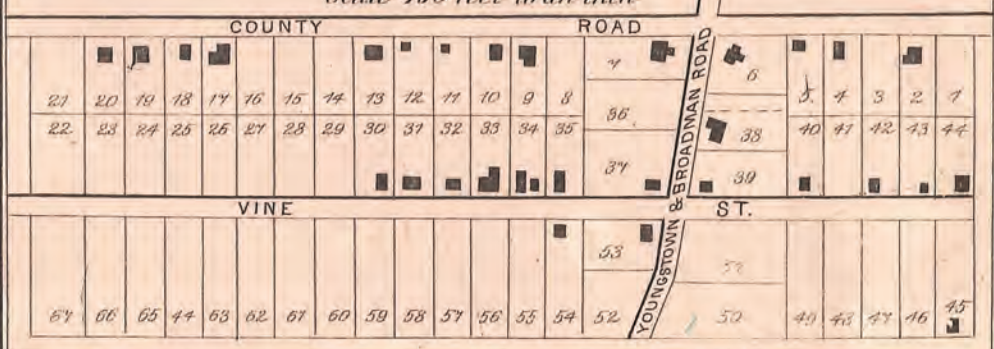 COUNTY ROAD
7 6
21 20 19 18 17 16 15 14 13 12 11 10 9 8 5 4 3 2 1
36
22 23 24 25 26 27 28 29 30 31 32 33 34 35 38 40 41 42 43 44
37 39
YOUNGSTOWN & BROADMAN ROAD
VINE ST.
53
67 66 65 44 63 62 61 60 59 58 57 56 55 54 52 50 49 48 47 46 45